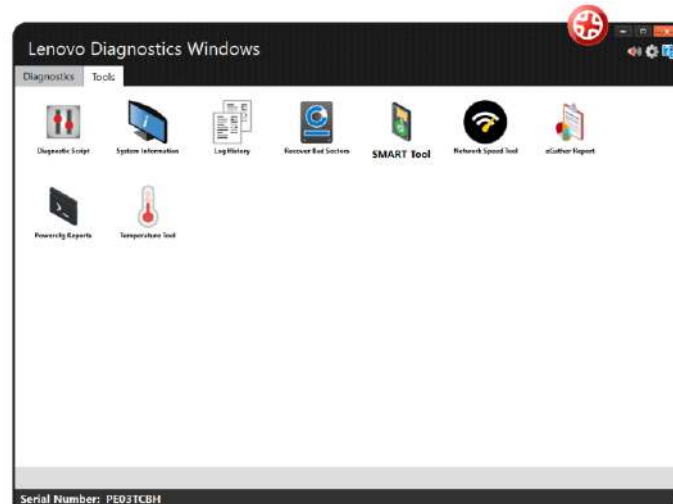 Lenovo Diagnostics Windows
Diagnostics Tools
Diagnostic Script System Information Log History Recover Bad Sectors SMART Tool Network Speed Tool eGather Report
Powercfg Reports Temperature Tool
Serial Number: PE03TCBH